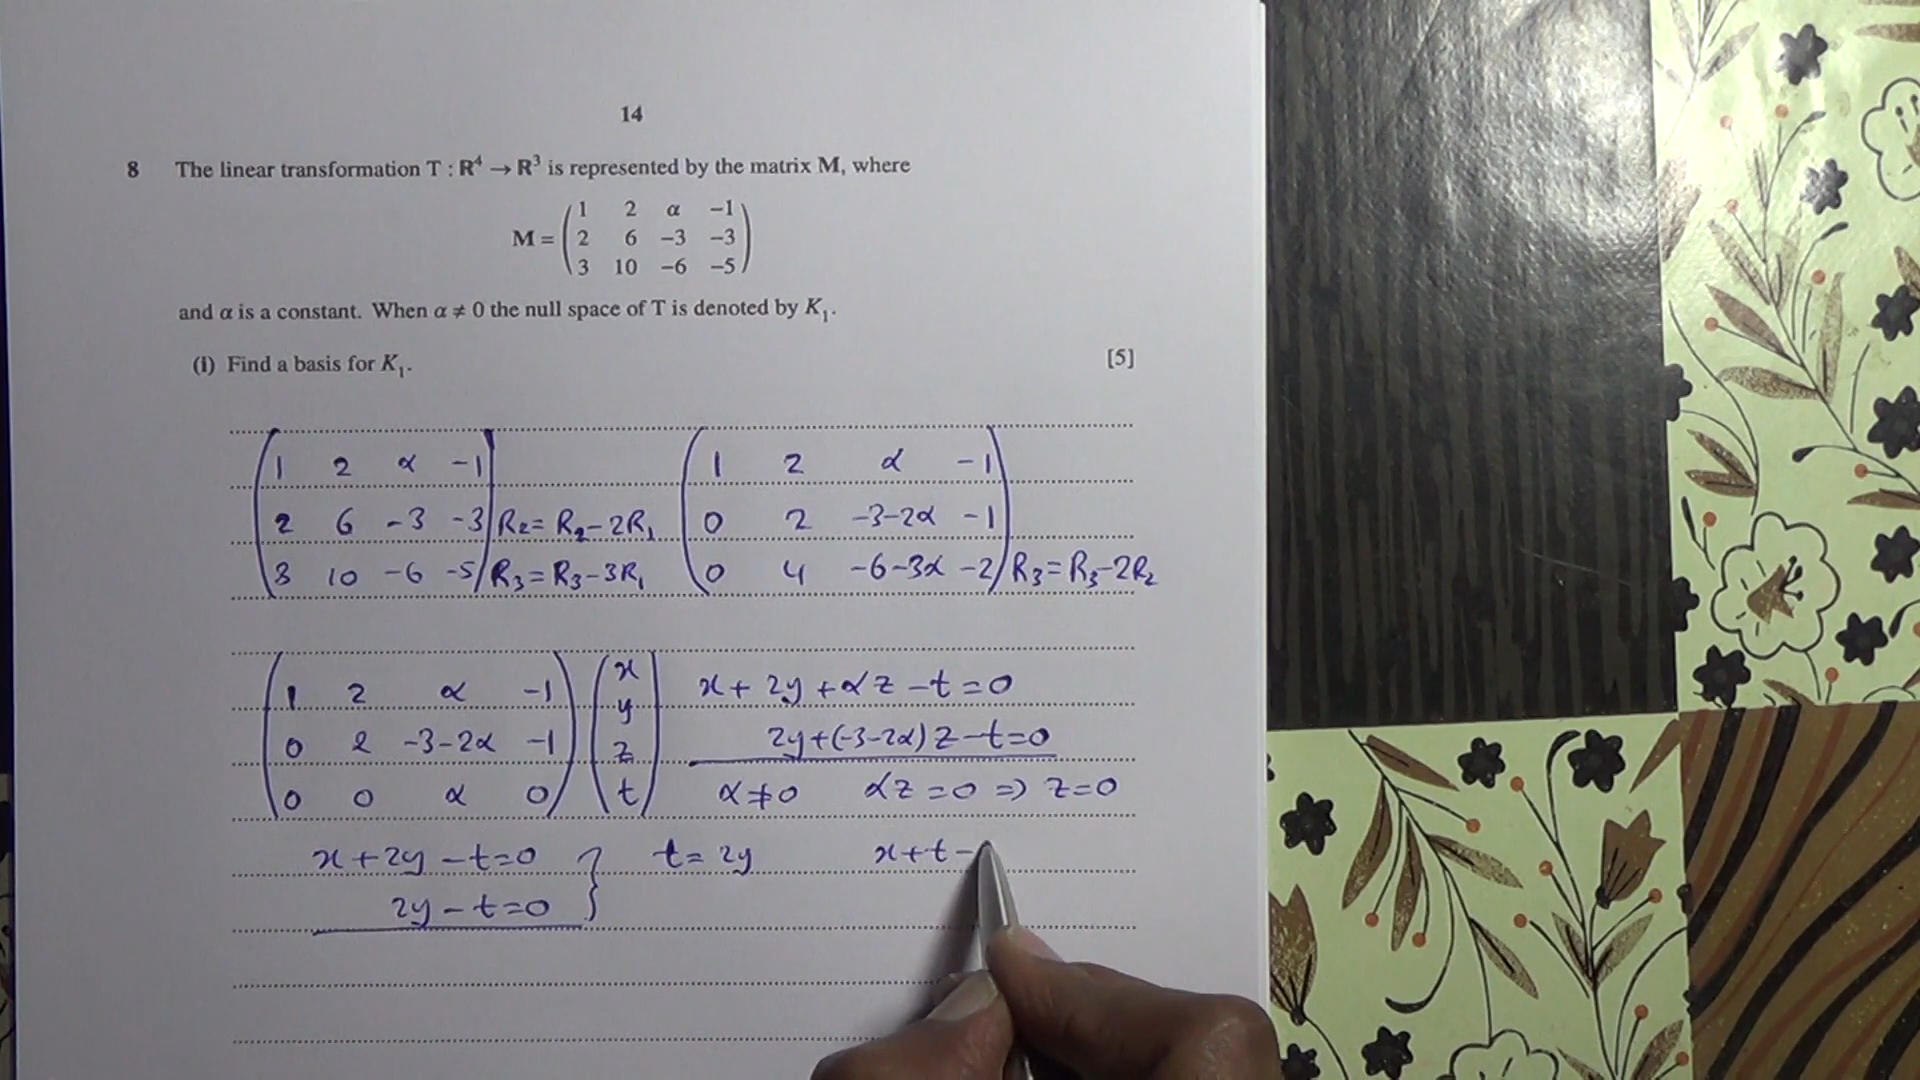 14
8 The linear transformation T : R⁴ → R³ is represented by the matrix M, where
1 2 α −1
M = 2 6 −3 −3
3 10 −6 −5
and α is a constant. When α ≠ 0 the null space of T is denoted by K₁.
(i) Find a basis for K₁. [5]
1 2 α -1 1 2 α -1
2 6 -3 -3 R₂= R₂-2R₁ 0 2 -3-2α -1
3 10 -6 -5 R₃=R₃-3R₁ 0 4 -6-3α -2 R₃=R₃-2R₂
1 2 α -1 x x+2y+αz-t=0
0 2 -3-2α -1 y z 2y+(-3-2α)z-t=0
0 0 α 0 t α≠0 αz=0 => z=0
x+2y-t=0 } t=2y x+t-
2y-t=0